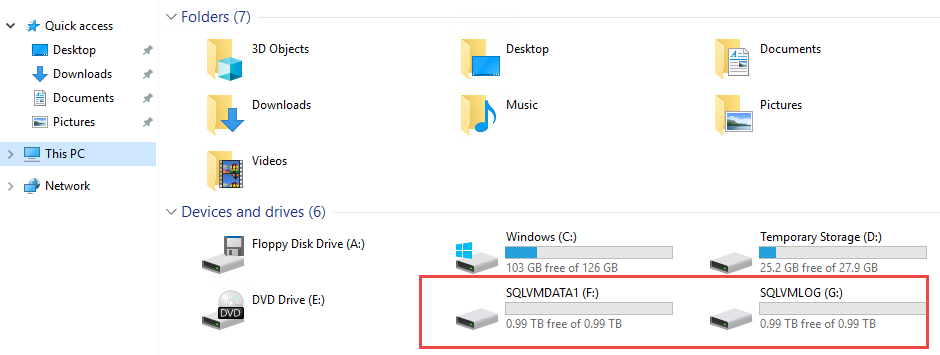 Quick access
Desktop
Downloads
Documents
Pictures
This PC
Network
Folders (7)
3D Objects
Desktop
Documents
Downloads
Music
Pictures
Videos
Devices and drives (6)
Floppy Disk Drive (A:)
Windows (C:)
103 GB free of 126 GB
Temporary Storage (D:)
25.2 GB free of 27.9 GB
DVD Drive (E:)
DVD
SQLVMDATA1 (F:)
0.99 TB free of 0.99 TB
SQLVMLOG (G:)
0.99 TB free of 0.99 TB